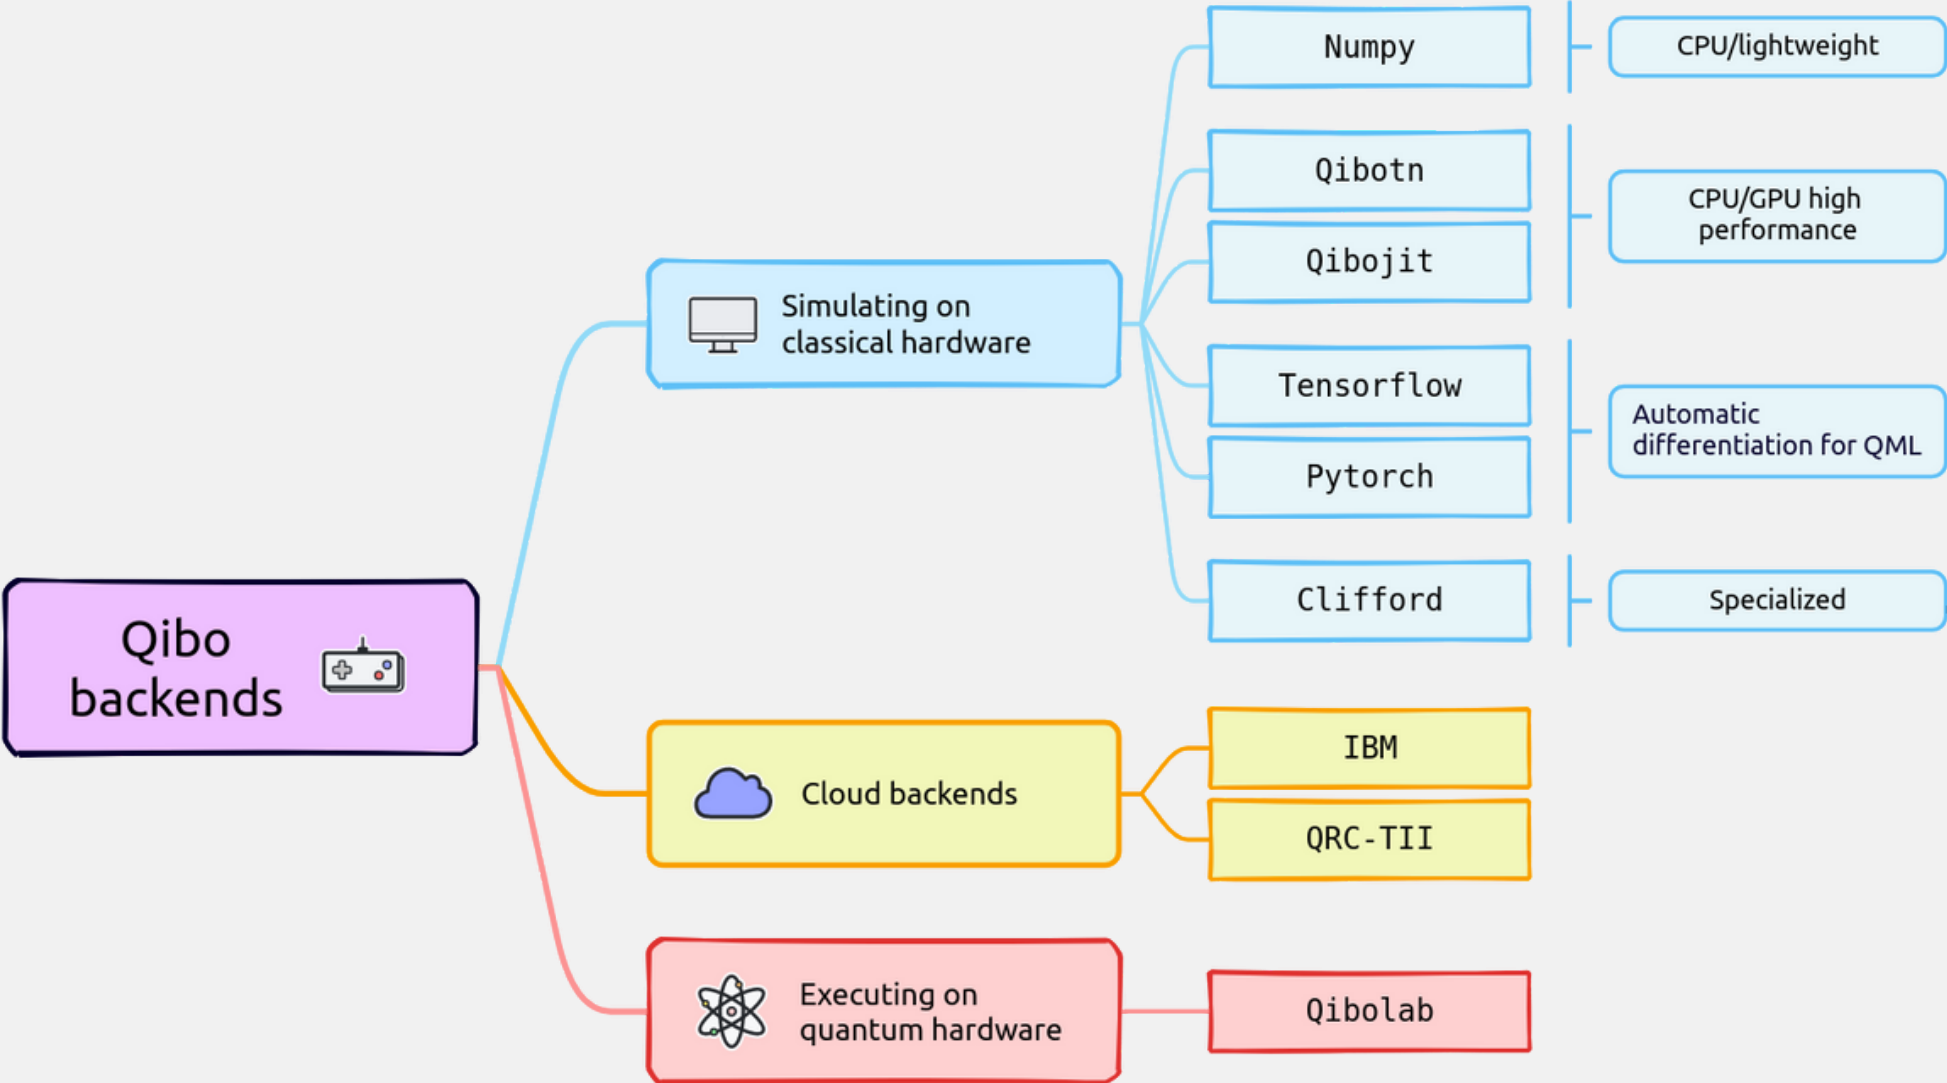 Qibo
backends
Simulating on
classical hardware
Numpy
CPU/lightweight
Qibotn
Qibojit
CPU/GPU high
performance
Tensorflow
Pytorch
Automatic
differentiation for QML
Clifford
Specialized
Cloud backends
IBM
QRC-TII
Executing on
quantum hardware
Qibolab